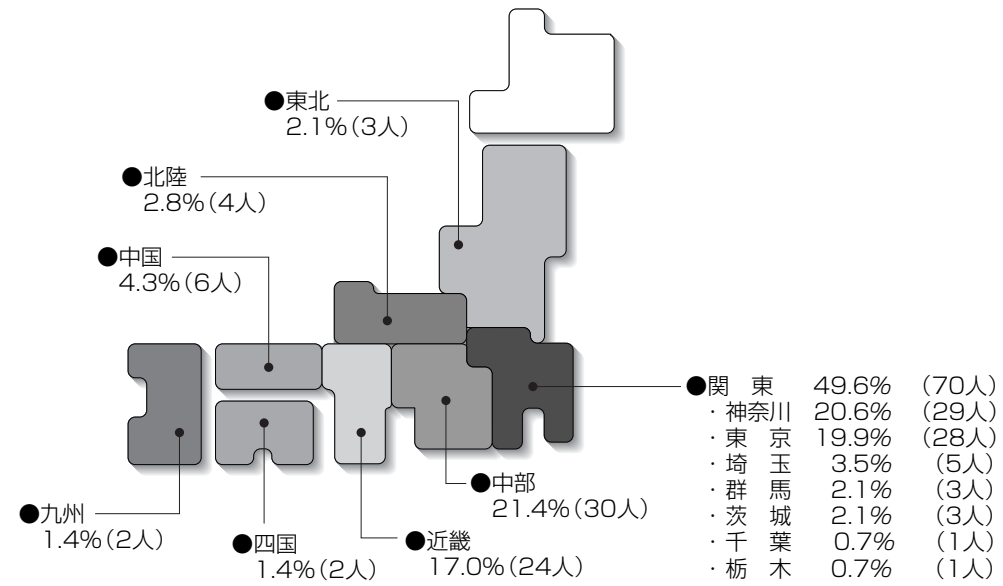 ●東北
2.1%(3人)
●北陸
2.8%(4人)
●中国
4.3%(6人)
●関　東　49.6%　(70人)
・神奈川　20.6%　(29人)
・東　京　19.9%　(28人)
・埼　玉　3.5%　(5人)
・群　馬　2.1%　(3人)
・茨　城　2.1%　(3人)
・千　葉　0.7%　(1人)
・栃　木　0.7%　(1人)
●中部
21.4%(30人)
●九州
1.4%(2人)
●四国
1.4%(2人)
●近畿
17.0%(24人)